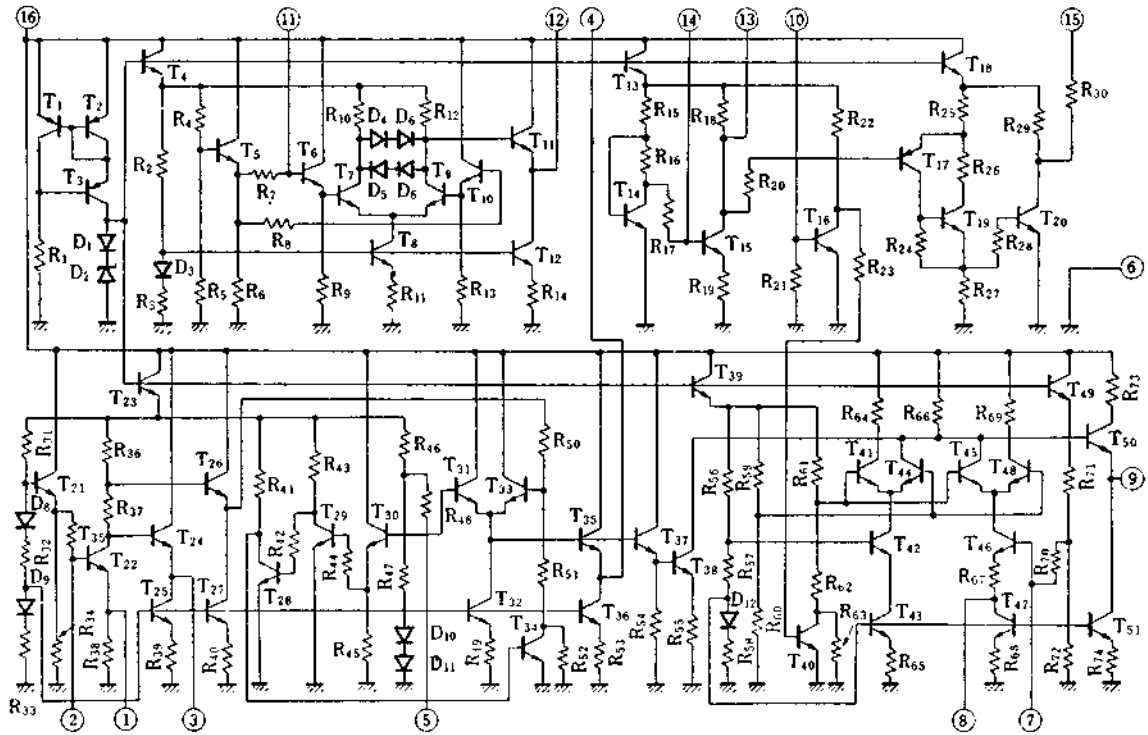 16 11 12 4 14 13 10 15
T1 T2 T4 T13 T18 R30
R4 R10 D4 D6 R12 R15 R18 R22 R25 R29
T3 R2 T5 T6 T7 T9 T11 R16 T17 R26
R7 D5 D6 T10 T14 R20
R1 D1 R8 T8 R17 T15 T16 R24 T19 R28 T20
D2 D3 T12 R23 6
R3 R5 R6 R9 R11 R13 R14 R19 R21 R27
T23 T39 T49 R73
R31 R36 T26 R43 R46 T31 R50 R64 R66 R69 T50
T21 R41 T33 R56 R59 R61 T44 T45 T48 R71 9
D8 R37 T29 R48 T30 T35 T37
R32 T35 T22 T24 R42 R44 R47 R51 T38 R57 T42 T46 R70
D9 T25 T27 T28 T32 T36 R54 D12 R60 R62 R67 T47
R34 R38 R39 R40 R45 D10 R49 T34 R52 R53 R55 R58 T40 R63 T43 R65 R68 R72 R74 T51
R33 D11
2 1 3 5 8 7